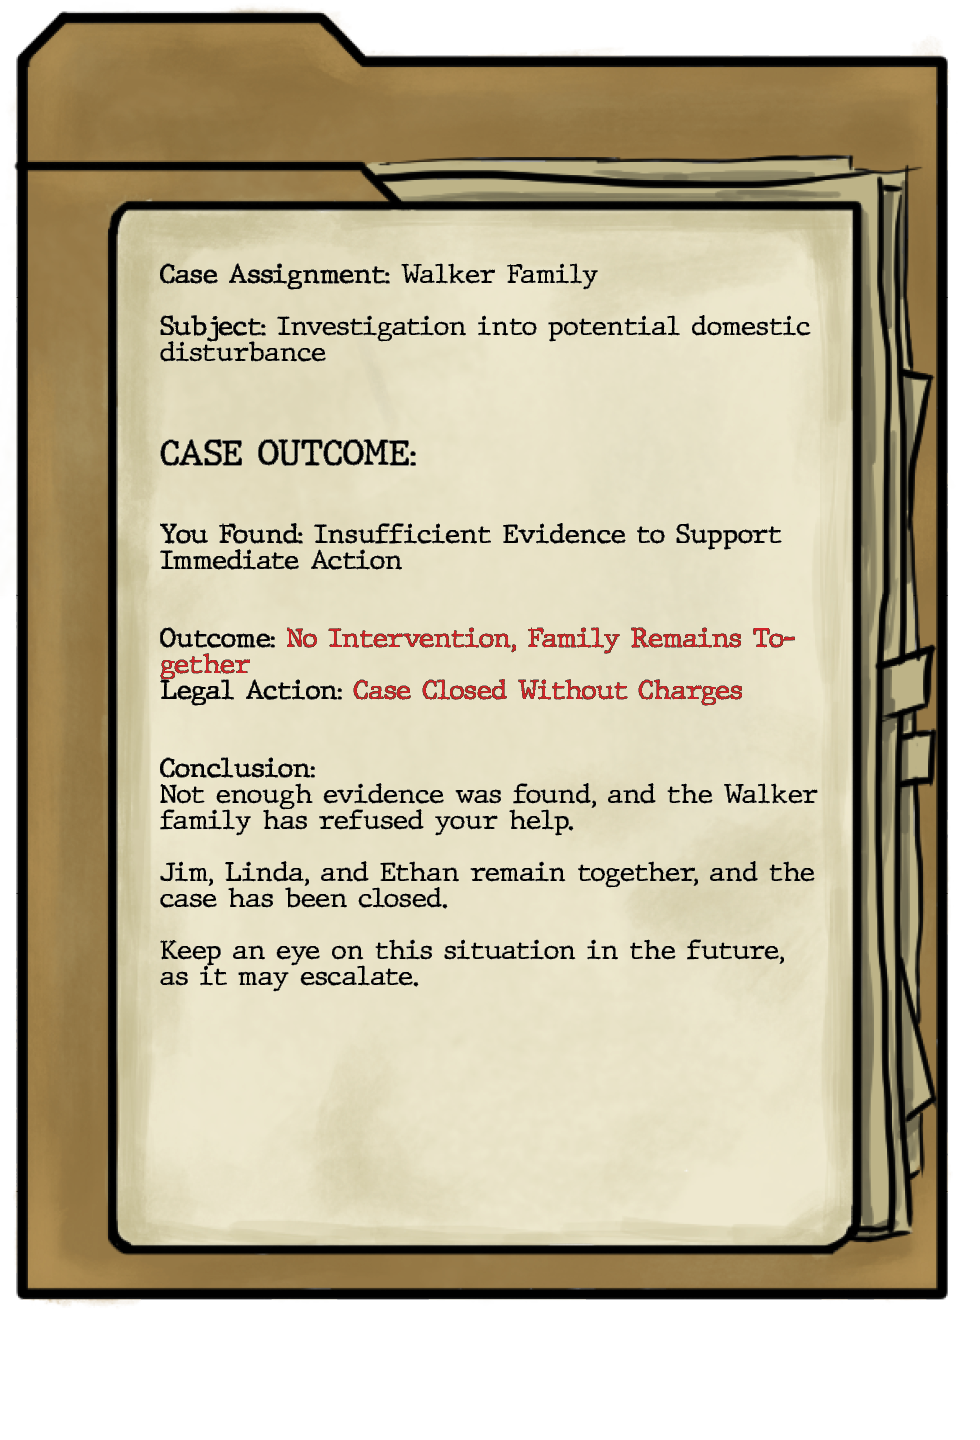 Case Assignment: Walker Family
Subject: Investigation into potential domestic
disturbance
CASE OUTCOME:
You Found: Insufficient Evidence to Support
Immediate Action
Outcome: No Intervention, Family Remains To-
gether
Legal Action: Case Closed Without Charges
Conclusion:
Not enough evidence was found, and the Walker
family has refused your help.
Jim, Linda, and Ethan remain together, and the
case has been closed.
Keep an eye on this situation in the future,
as it may escalate.